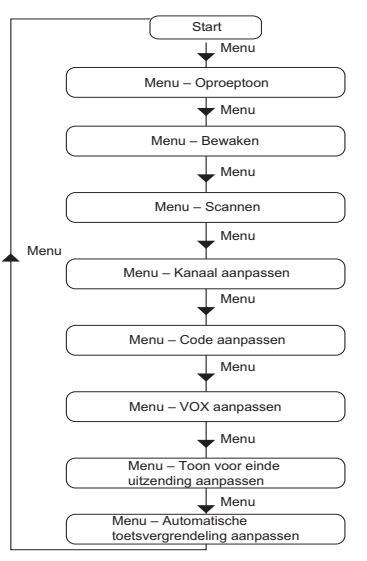 Start
Menu
Menu – Oproeptoon
Menu
Menu – Bewaken
Menu
Menu – Scannen
Menu
Menu
Menu – Kanaal aanpassen
Menu
Menu – Code aanpassen
Menu
Menu – VOX aanpassen
Menu
Menu – Toon voor einde
uitzending aanpassen
Menu
Menu – Automatische
toetsvergrendeling aanpassen